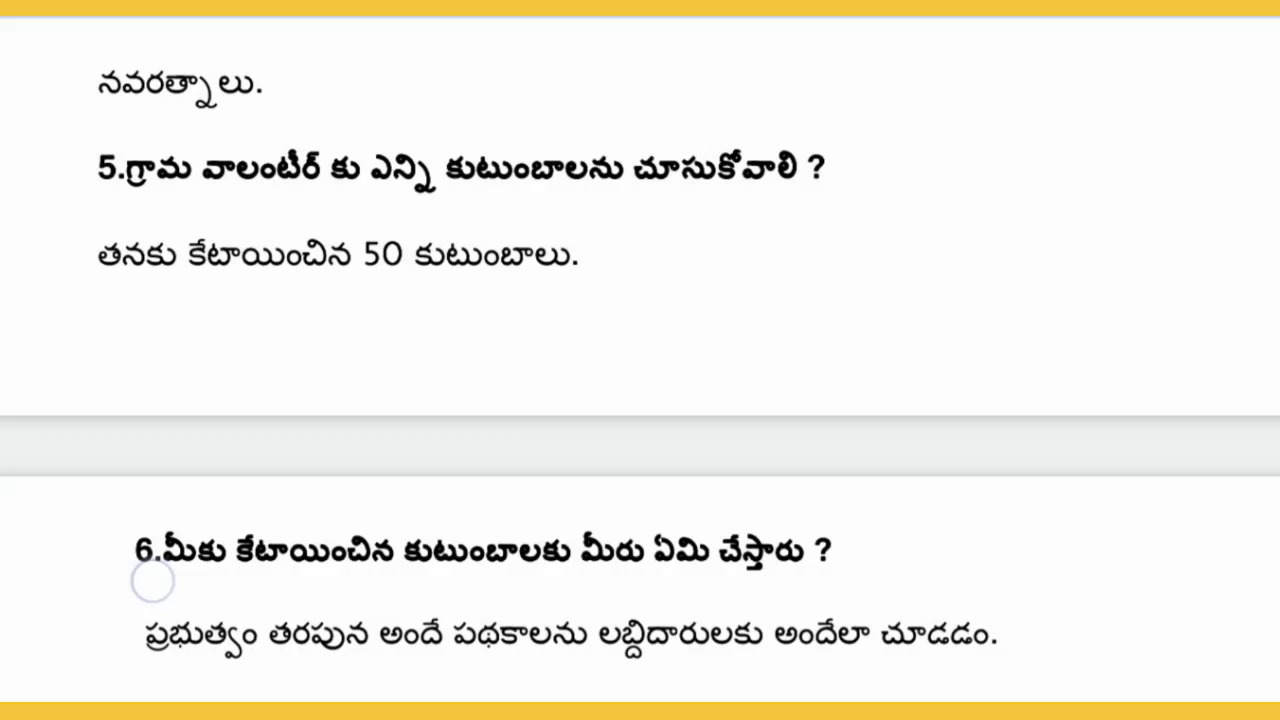 నవరత్నాలు.
5.గ్రామ వాలంటీర్ కు ఎన్ని కుటుంబాలను చూసుకోవాలి ?
తనకు కేటాయించిన 50 కుటుంబాలు.
6.మీకు కేటాయించిన కుటుంబాలకు మీరు ఏమి చేస్తారు ?
ప్రభుత్వం తరపున అందే పథకాలను లబ్దిదారులకు అందేలా చూడడం.